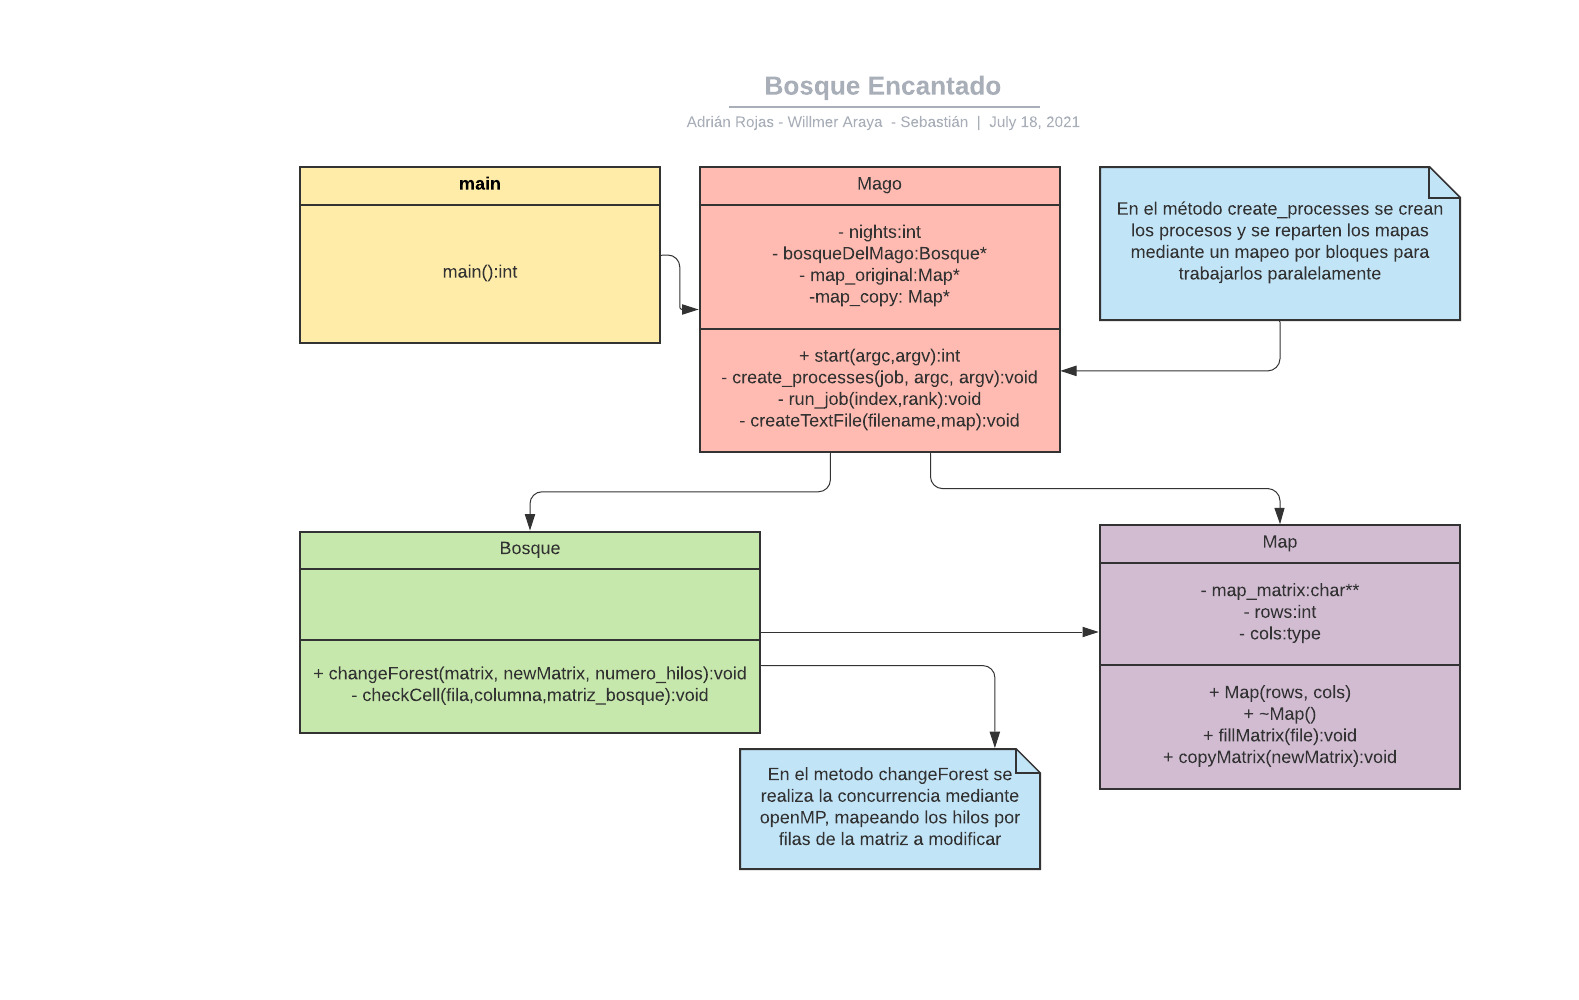 Bosque Encantado
Adrián Rojas - Willmer Araya - Sebastián | July 18, 2021
main
main():int
Mago
- nights:int
- bosqueDelMago:Bosque*
- map_original:Map*
-map_copy: Map*
+ start(argc,argv):int
- create_processes(job, argc, argv):void
- run_job(index,rank):void
- createTextFile(filename,map):void
En el método create_processes se crean
los procesos y se reparten los mapas
mediante un mapeo por bloques para
trabajarlos paralelamente
Bosque
+ changeForest(matrix, newMatrix, numero_hilos):void
- checkCell(fila,columna,matriz_bosque):void
Map
- map_matrix:char**
- rows:int
- cols:type
+ Map(rows, cols)
+ ~Map()
+ fillMatrix(file):void
+ copyMatrix(newMatrix):void
En el metodo changeForest se
realiza la concurrencia mediante
openMP, mapeando los hilos por
filas de la matriz a modificar